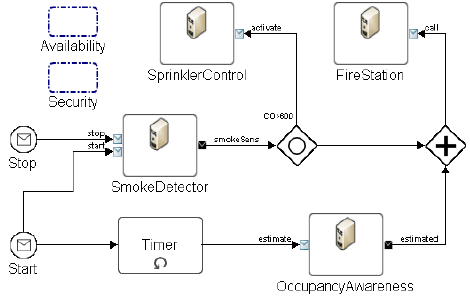 activate
call
Availability
SprinklerControl
FireStation
Security
CO>600
stop
Stop
start
smokeSens
SmokeDetector
Start
Timer
estimate
estimated
OccupancyAwareness